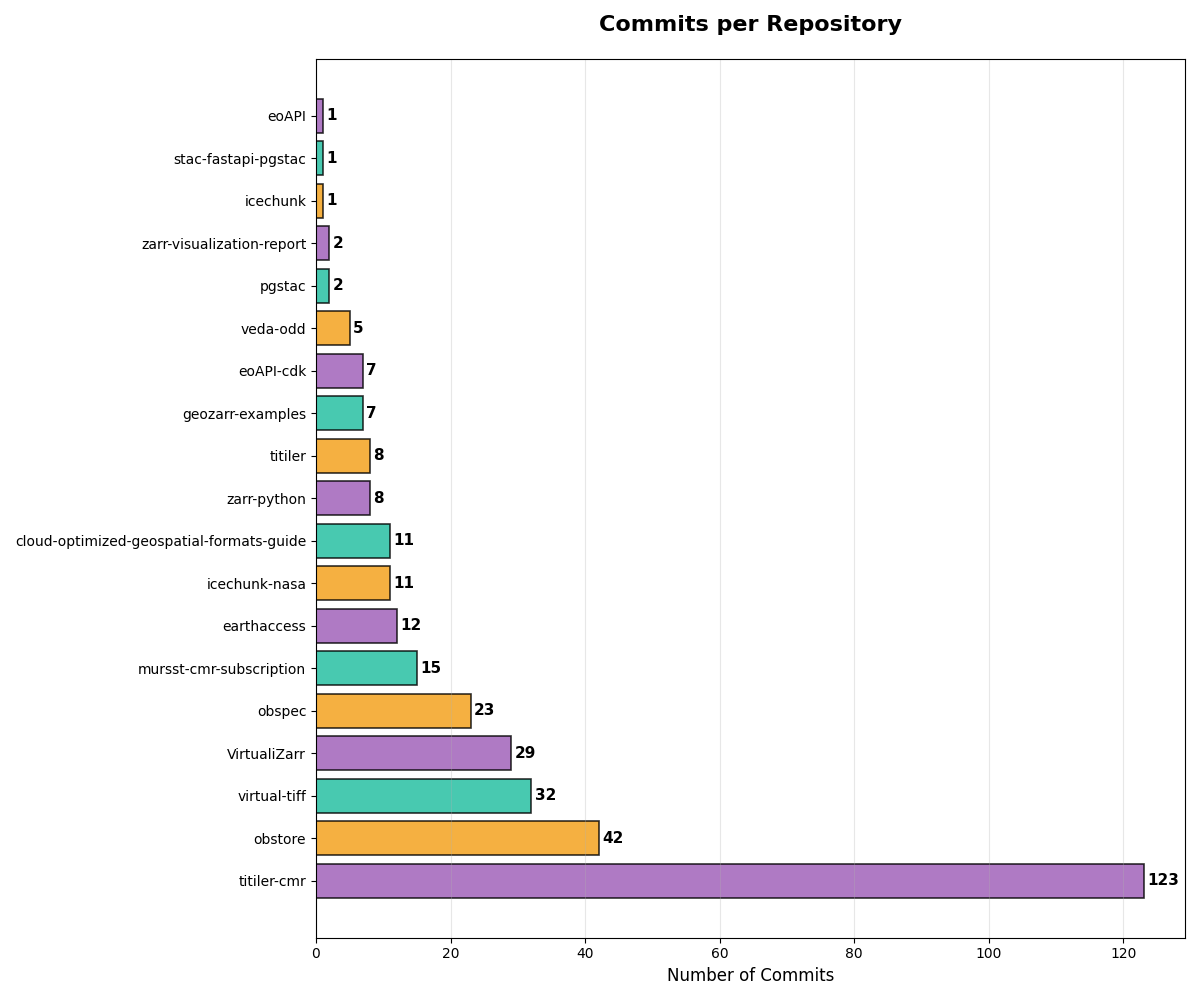 Commits per Repository
eoAPI 1
stac-fastapi-pgstac 1
icechunk 1
zarr-visualization-report 2
pgstac 2
veda-odd 5
eoAPI-cdk 7
geozarr-examples 7
titiler 8
zarr-python 8
cloud-optimized-geospatial-formats-guide 11
icechunk-nasa 11
earthaccess 12
mursst-cmr-subscription 15
obspec 23
VirtualiZarr 29
virtual-tiff 32
obstore 42
titiler-cmr 123
0 20 40 60 80 100 120
Number of Commits